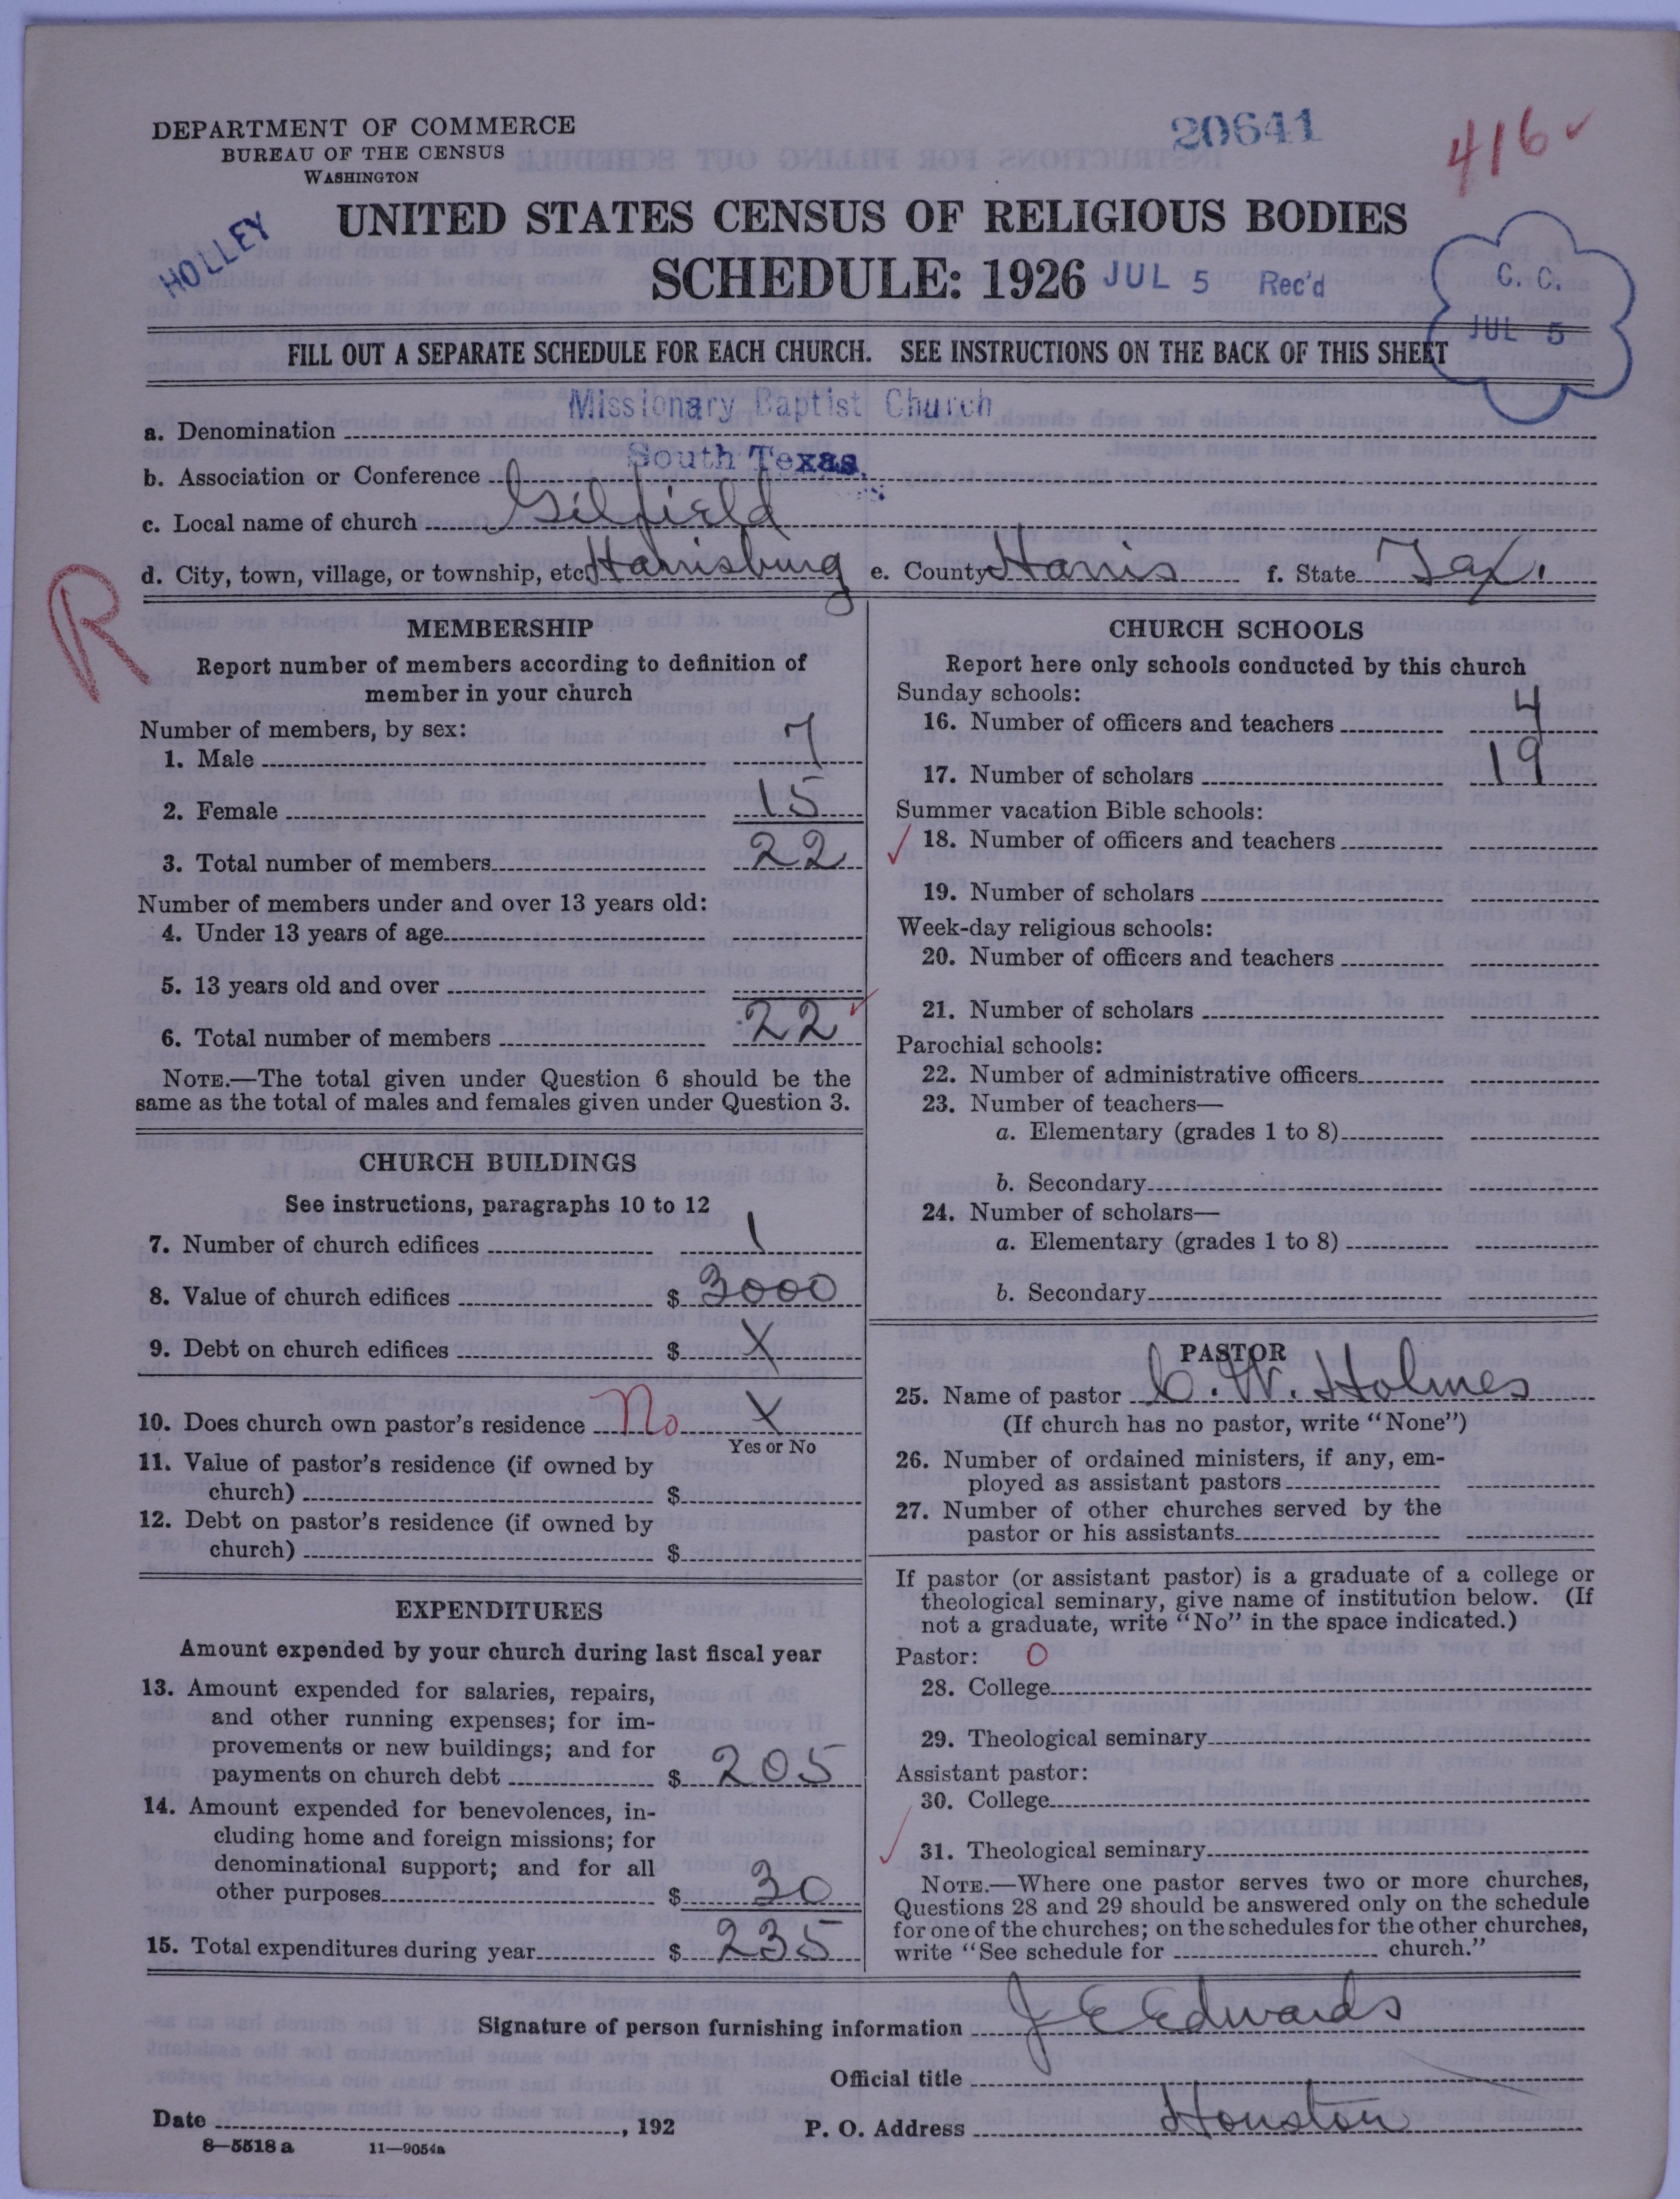 DEPARTMENT OF COMMERCE
BUREAU OF THE CENSUS
WASHINGTON
20641
416 ✓
HOLLEY
UNITED STATES CENSUS OF RELIGIOUS BODIES
SCHEDULE: 1926 JUL 5 Rec'd
C. C.
JUL 5
FILL OUT A SEPARATE SCHEDULE FOR EACH CHURCH. SEE INSTRUCTIONS ON THE BACK OF THIS SHEET
a. Denomination Missionary Baptist Church
b. Association or Conference South Texas
c. Local name of church Gilfield
d. City, town, village, or township, etc. Harrisburg e. County Harris f. State Tex.
R
MEMBERSHIP
Report number of members according to definition of
member in your church
Number of members, by sex:
1. Male 7
2. Female 15
3. Total number of members 22
Number of members under and over 13 years old:
4. Under 13 years of age
5. 13 years old and over
6. Total number of members 22 ✓
NOTE.—The total given under Question 6 should be the
same as the total of males and females given under Question 3.
CHURCH BUILDINGS
See instructions, paragraphs 10 to 12
7. Number of church edifices 1
8. Value of church edifices $ 3000
9. Debt on church edifices $ X
10. Does church own pastor's residence No X
Yes or No
11. Value of pastor's residence (if owned by
church) $
12. Debt on pastor's residence (if owned by
church) $
EXPENDITURES
Amount expended by your church during last fiscal year
13. Amount expended for salaries, repairs,
and other running expenses; for im-
provements or new buildings; and for
payments on church debt $ 205
14. Amount expended for benevolences, in-
cluding home and foreign missions; for
denominational support; and for all
other purposes $ 30
15. Total expenditures during year $ 235
CHURCH SCHOOLS
Report here only schools conducted by this church
Sunday schools:
16. Number of officers and teachers 4
17. Number of scholars 19
Summer vacation Bible schools:
✓ 18. Number of officers and teachers
19. Number of scholars
Week-day religious schools:
20. Number of officers and teachers
21. Number of scholars
Parochial schools:
22. Number of administrative officers
23. Number of teachers—
a. Elementary (grades 1 to 8)
b. Secondary
24. Number of scholars—
a. Elementary (grades 1 to 8)
b. Secondary
PASTOR
25. Name of pastor C. W. Holmes
(If church has no pastor, write "None")
26. Number of ordained ministers, if any, em-
ployed as assistant pastors
27. Number of other churches served by the
pastor or his assistants
If pastor (or assistant pastor) is a graduate of a college or
theological seminary, give name of institution below. (If
not a graduate, write "No" in the space indicated.)
Pastor: 0
28. College
29. Theological seminary
Assistant pastor:
30. College
✓ 31. Theological seminary
NOTE.—Where one pastor serves two or more churches,
Questions 28 and 29 should be answered only on the schedule
for one of the churches; on the schedules for the other churches,
write "See schedule for church."
Signature of person furnishing information J E Edwards
Official title
Date , 192 P. O. Address Houston
8—5518 a 11—9054a